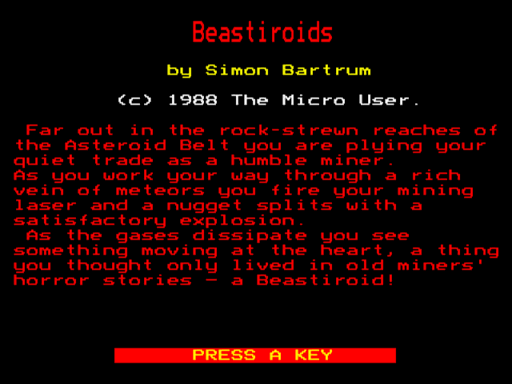 Beastiroids
by Simon Bartrum
(c) 1988 The Micro User.
Far out in the rock-strewn reaches of
the Asteroid Belt you are plying your
quiet trade as a humble miner.
As you work your way through a rich
vein of meteors you fire your mining
laser and a nugget splits with a
satisfactory explosion.
As the gases dissipate you see
something moving at the heart, a thing
you thought only lived in old miners'
horror stories - a Beastiroid!
PRESS A KEY